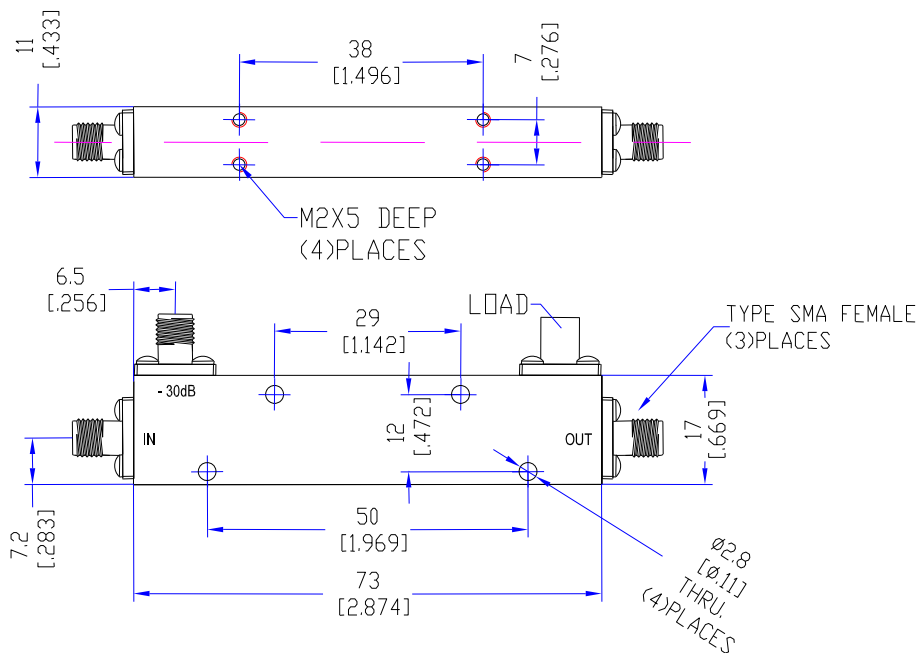 11
[.433]
38
[1.496]
7
[.276]
M2X5 DEEP
(4)PLACES
6.5
[.256]
29
[1.142]
LOAD
TYPE SMA FEMALE
(3)PLACES
- 30dB
12
[.472]
IN
OUT
17
[.669]
7.2
[.283]
50
[1.969]
73
[2.874]
Ø2.8
[Ø.11]
THRU.
(4)PLACES